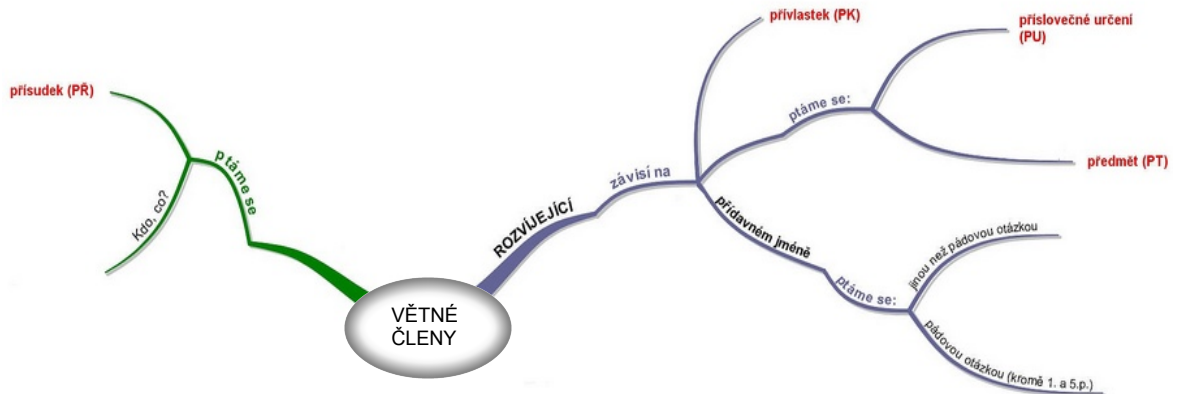 přívlastek (PK)
příslovečné určení
(PU)
přísudek (PŘ)
ptáme se:
ptáme se
předmět (PT)
závisí na
Kdo, co?
ROZVÍJEJÍCÍ
přídavném jméně
jinou než pádovou otázkou
ptáme se:
VĚTNÉ
ČLENY
pádovou otázkou (kromě 1. a 5.p.)